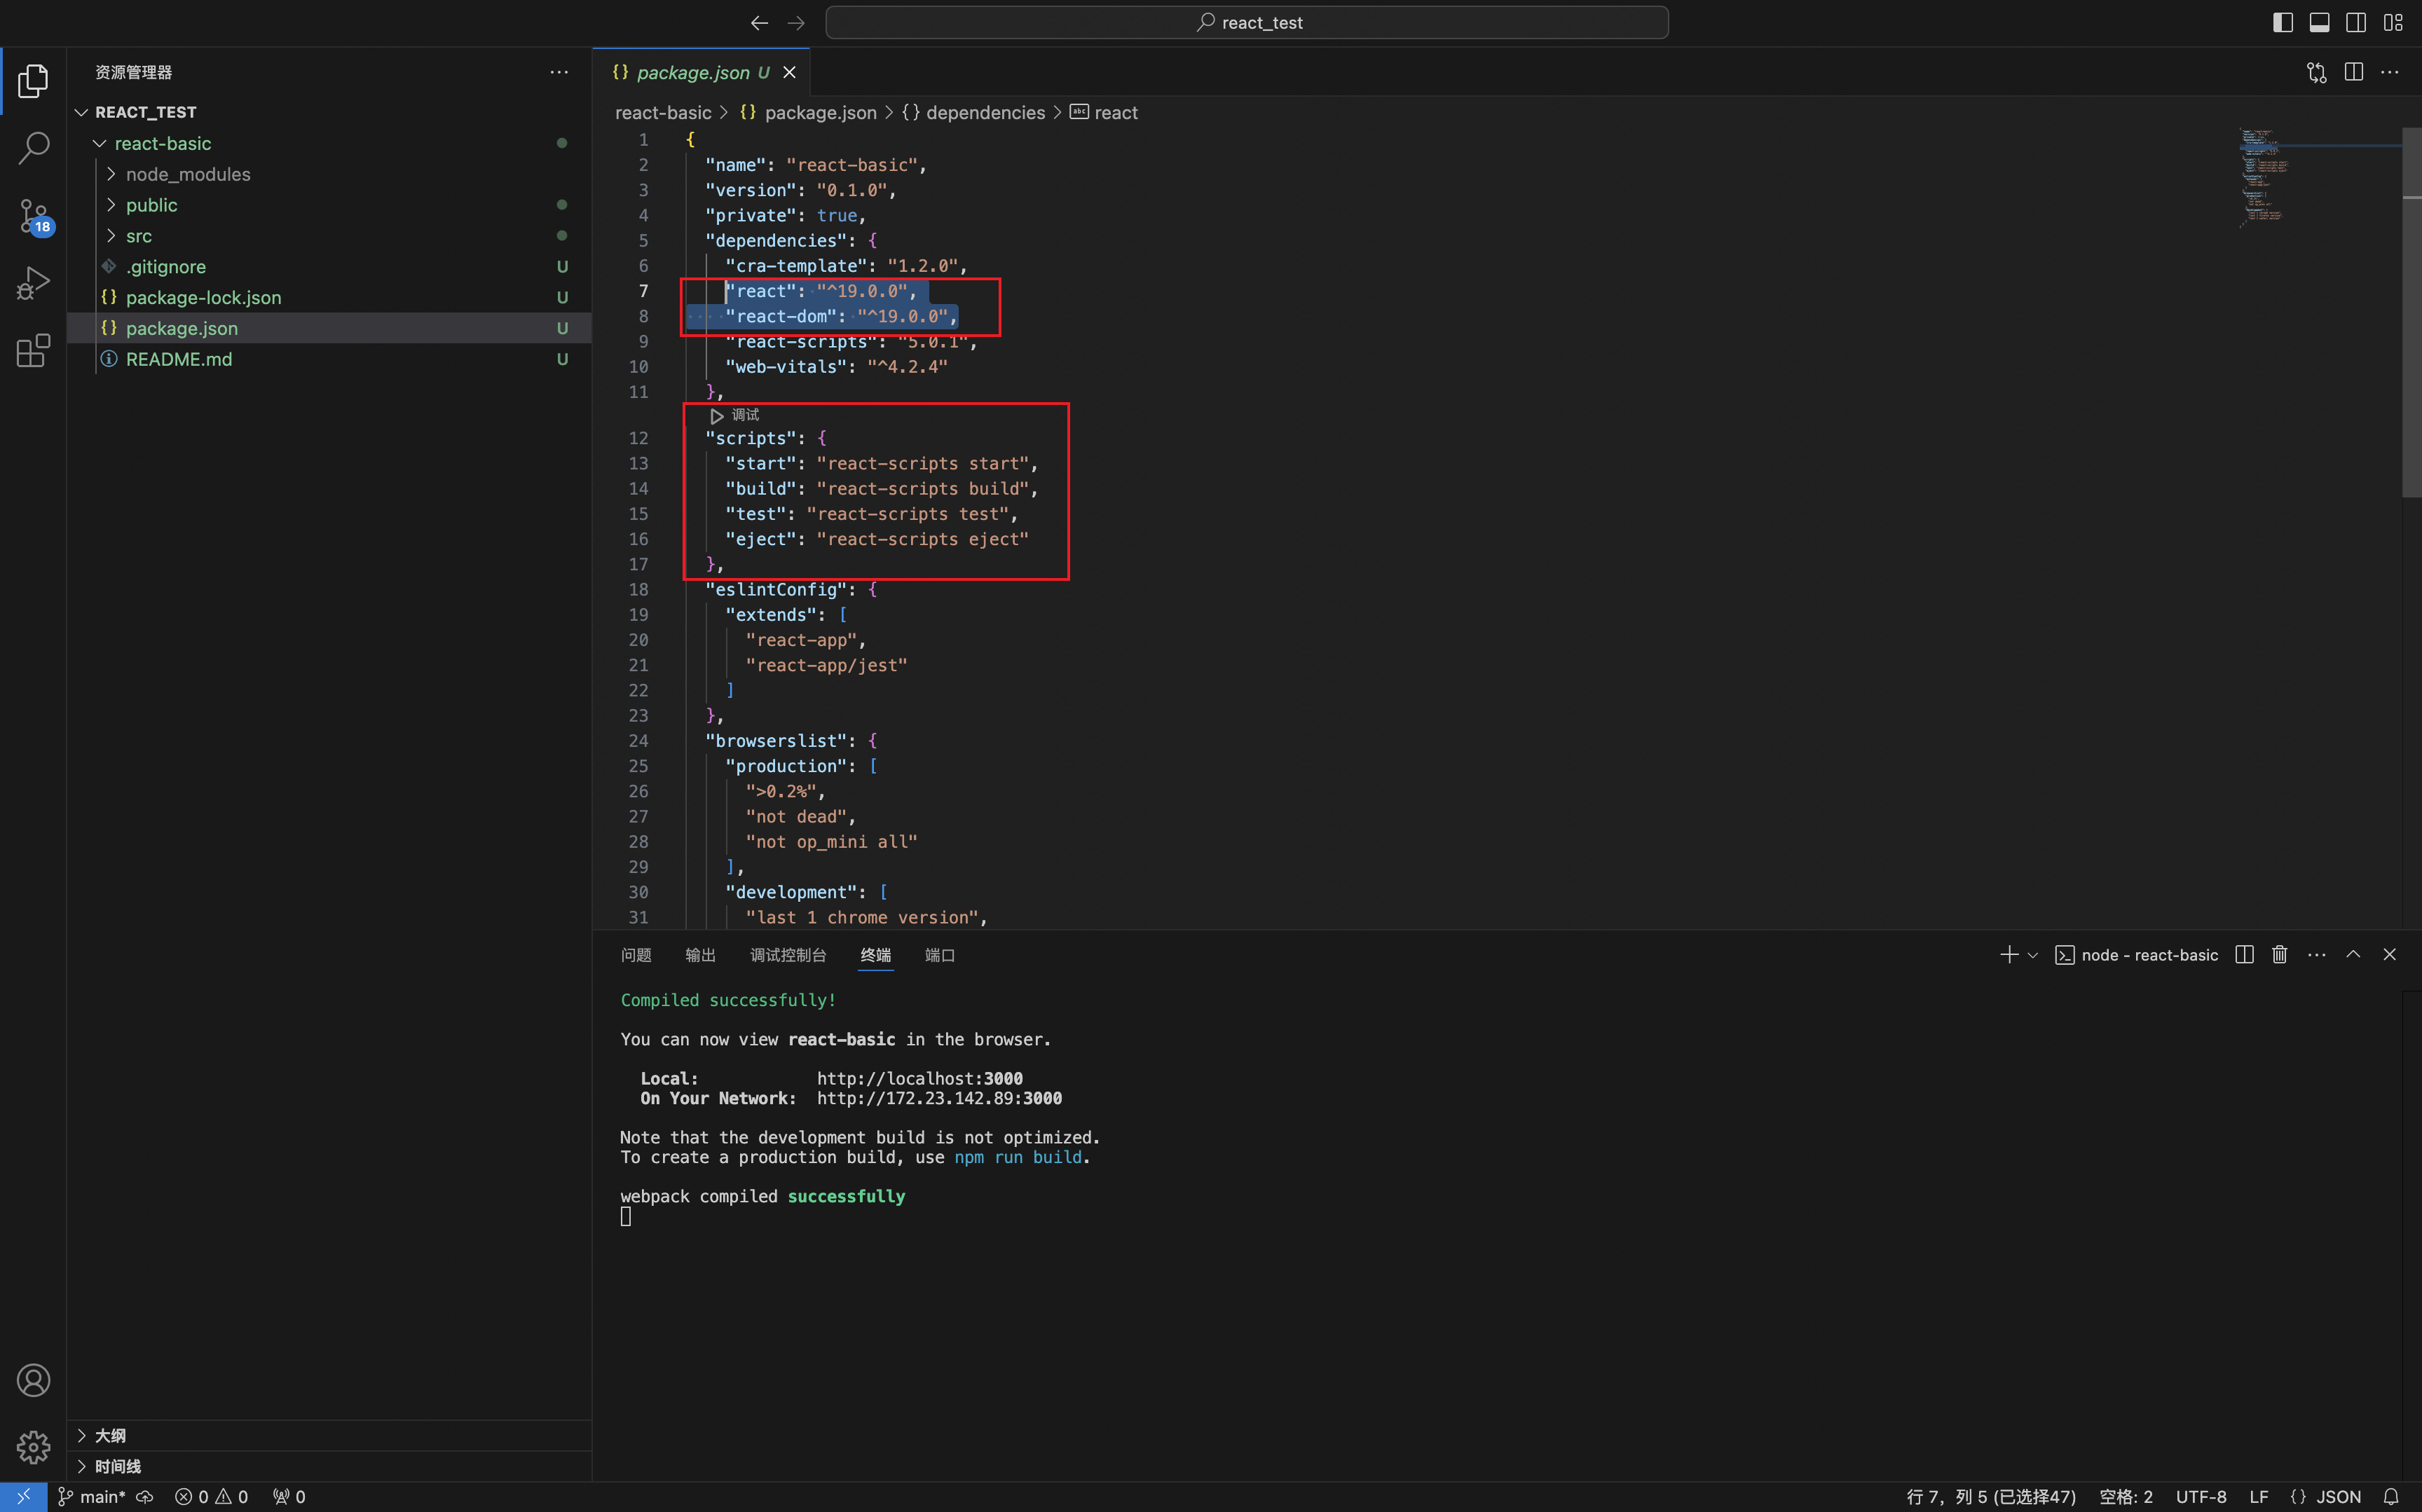 react_test
资源管理器
REACT_TEST
react-basic
node_modules
public
src
.gitignore U
package-lock.json U
package.json U
README.md U
18
大纲
时间线
{} package.json U
react-basic > {} package.json > {} dependencies > abc react
1 {
2 "name": "react-basic",
3 "version": "0.1.0",
4 "private": true,
5 "dependencies": {
6 "cra-template": "1.2.0",
7 "react": "^19.0.0",
8 "react-dom": "^19.0.0",
9 "react-scripts": "5.0.1",
10 "web-vitals": "^4.2.4"
11 },
调试
12 "scripts": {
13 "start": "react-scripts start",
14 "build": "react-scripts build",
15 "test": "react-scripts test",
16 "eject": "react-scripts eject"
17 },
18 "eslintConfig": {
19 "extends": [
20 "react-app",
21 "react-app/jest"
22 ]
23 },
24 "browserslist": {
25 "production": [
26 ">0.2%",
27 "not dead",
28 "not op_mini all"
29 ],
30 "development": [
31 "last 1 chrome version",
问题 输出 调试控制台 终端 端口
node - react-basic
Compiled successfully!
You can now view react-basic in the browser.
Local: http://localhost:3000
On Your Network: http://172.23.142.89:3000
Note that the development build is not optimized.
To create a production build, use npm run build.
webpack compiled successfully
main* 0 0 0
行 7，列 5 (已选择47) 空格: 2 UTF-8 LF {} JSON